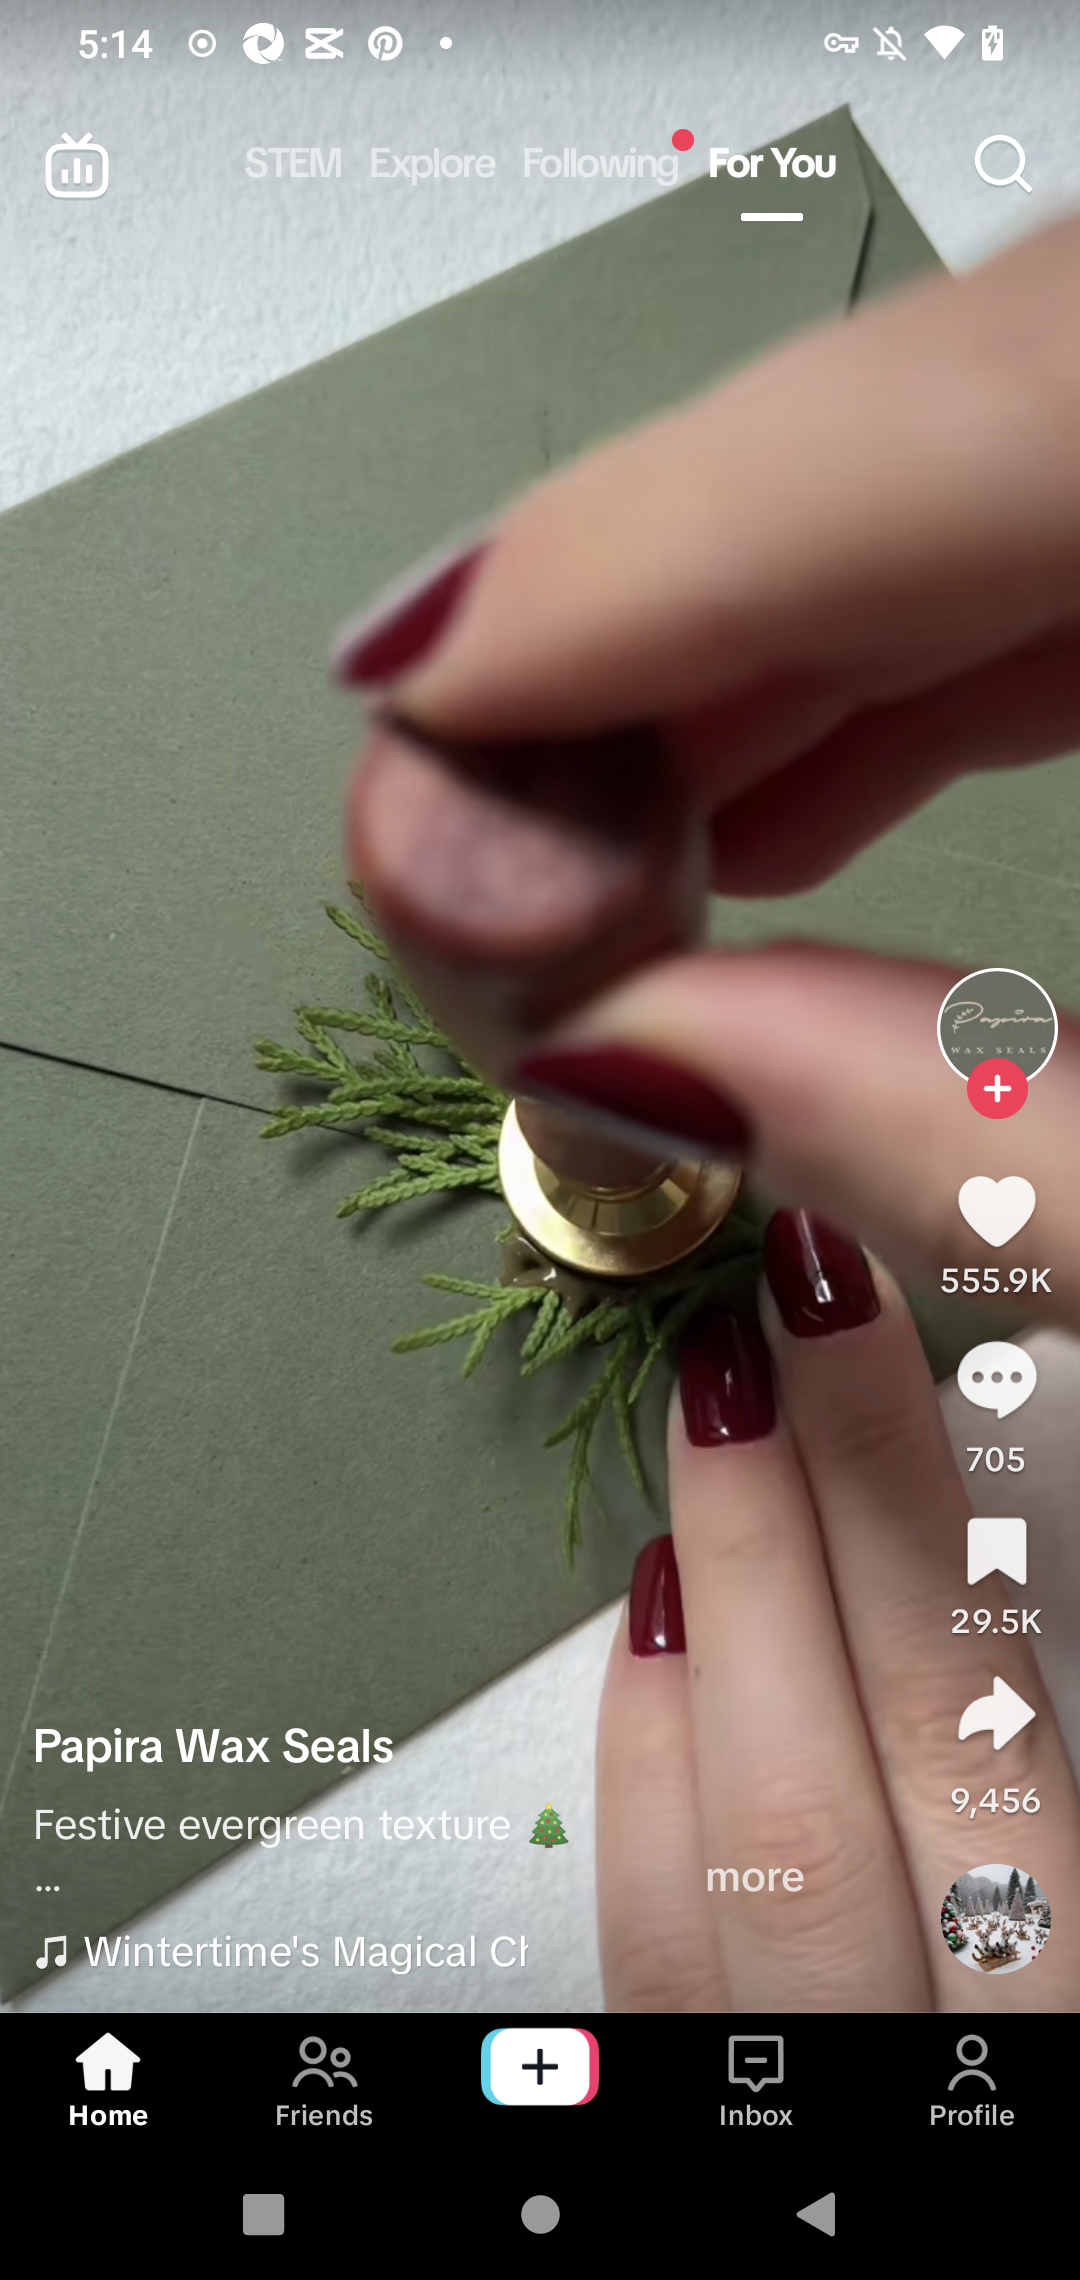 5:14
STEM Explore Following For You
Papira
WAX SEALS
555.9K
705
29.5K
9,456
Papira Wax Seals
Festive evergreen texture 🎄
... more
Wintertime's Magical Ch
Home Friends Inbox Profile